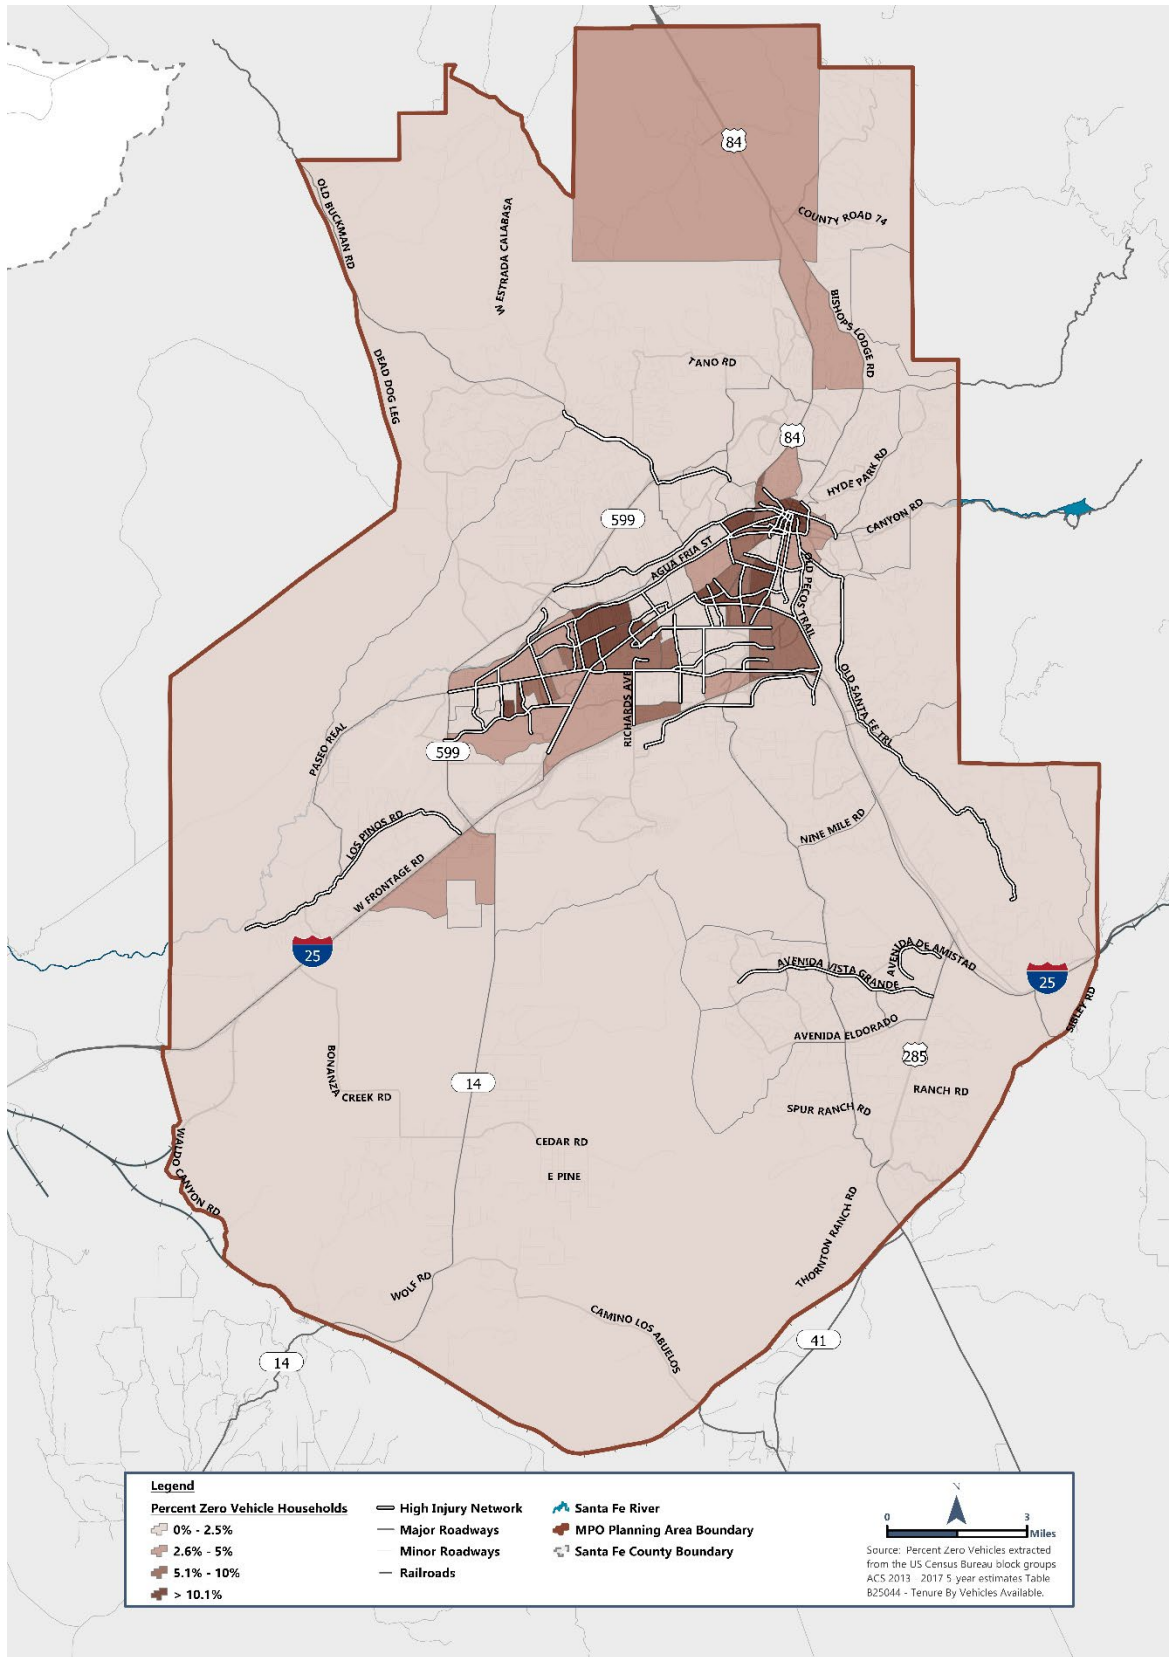 84
OLD BUCKMAN RD
W ESTRADA CALABASA
COUNTY ROAD 74
BISHOPS LODGE RD
DEAD DOG LEG
TANO RD
84
HYDE PARK RD
599
CANYON RD
AGUA FRIA ST
OLD PECOS TRAIL
OLD SANTA FE TRL
RICHARDS AVE
PASEO REAL
599
LOS PINOS RD
NINE MILE RD
W FRONTAGE RD
25
AVENIDA DE AMISTAD
AVENIDA VISTA GRANDE
25
SIBLEY RD
AVENIDA ELDORADO
285
BONANZA
CREEK RD
14
RANCH RD
SPUR RANCH RD
WALDO CANYON RD
CEDAR RD
E PINE
THORNTON RANCH RD
WOLF RD
CAMINO LOS ABUELOS
41
14
Legend
Percent Zero Vehicle Households
0% - 2.5%
2.6% - 5%
5.1% - 10%
> 10.1%
High Injury Network
Major Roadways
Minor Roadways
Railroads
Santa Fe River
MPO Planning Area Boundary
Santa Fe County Boundary
N
0 3
Miles
Source: Percent Zero Vehicles extracted
from the US Census Bureau block groups
ACS 2013 - 2017 5-year estimates Table
B25044 - Tenure By Vehicles Available.